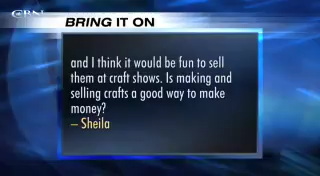 CBN
BRING IT ON
and I think it would be fun to sell
them at craft shows. Is making and
selling crafts a good way to make
money?
– Sheila